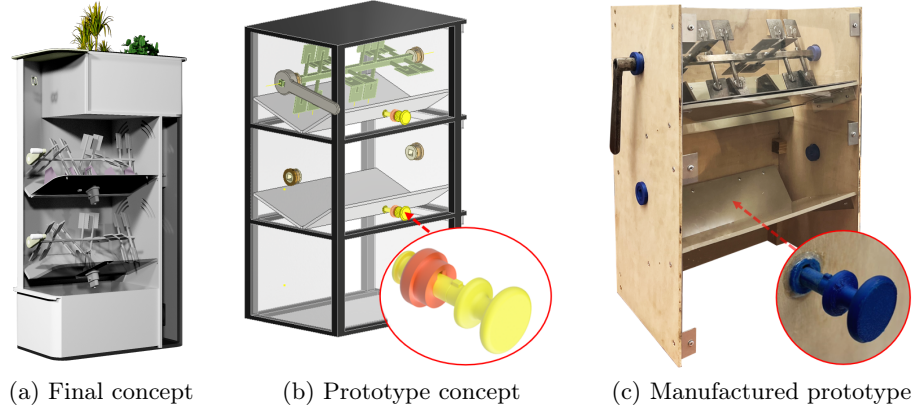 (a) Final concept
(b) Prototype concept
(c) Manufactured prototype